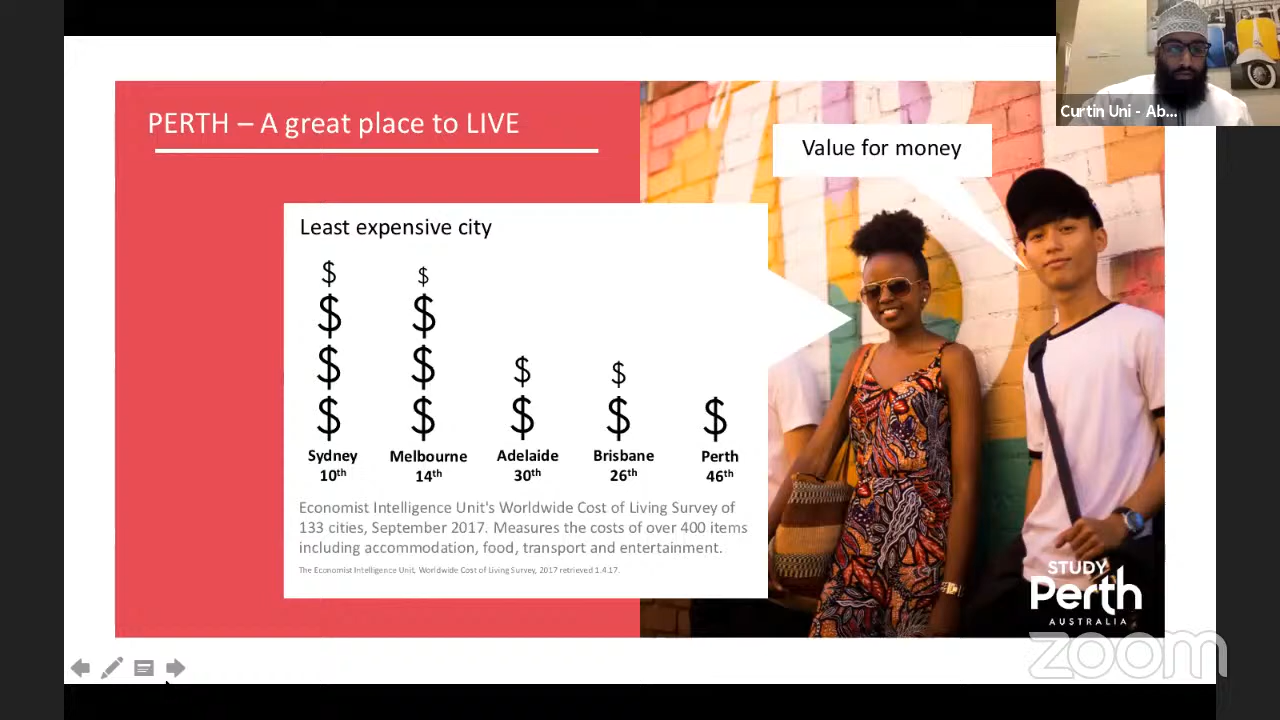 Curtin Uni - Ab...
PERTH – A great place to LIVE
Value for money
Least expensive city
$ $
$ $
$ $ $ $
$ $ $ $ $
Sydney Melbourne Adelaide Brisbane Perth
10th 14th 30th 26th 46th
Economist Intelligence Unit's Worldwide Cost of Living Survey of
133 cities, September 2017. Measures the costs of over 400 items
including accommodation, food, transport and entertainment.
The Economist Intelligence Unit, Worldwide Cost of Living Survey, 2017 retrieved 1.4.17.
STUDY
Perth
AUSTRALIA
zoom